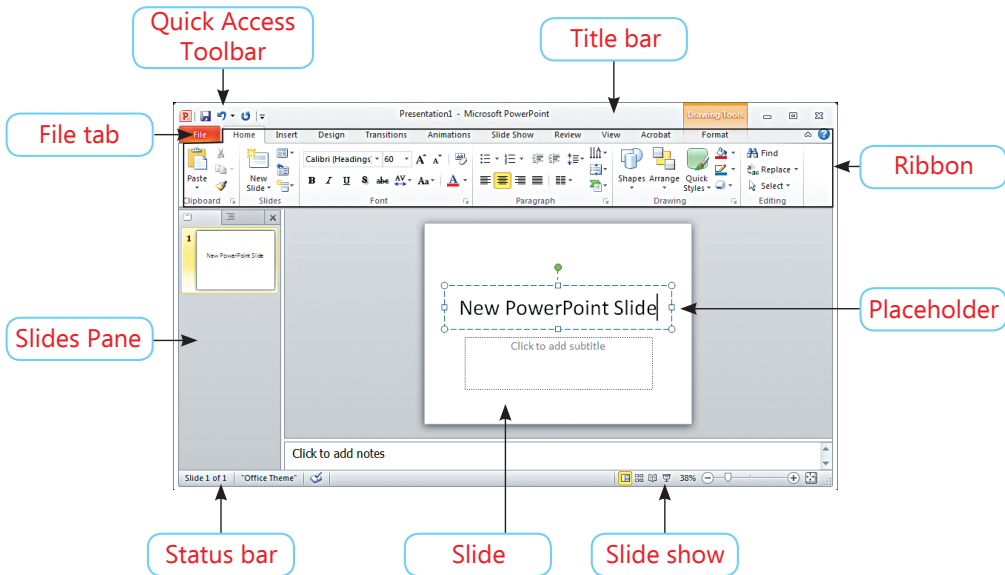 Quick Access
Toolbar
Title bar
Presentation1 - Microsoft PowerPoint
Drawing Tools
File tab
File Home Insert Design Transitions Animations Slide Show Review View Acrobat Format
Calibri (Headings) 60
Find
Replace
Select
Paste
New
Slide
B I U S abc AV Aa A
Shapes Arrange Quick
Styles
Clipboard Slides Font Paragraph Drawing Editing
Ribbon
1
New PowerPoint Slide
New PowerPoint Slide
Placeholder
Slides Pane
Click to add subtitle
Click to add notes
Slide 1 of 1 "Office Theme" 38%
Status bar
Slide
Slide show